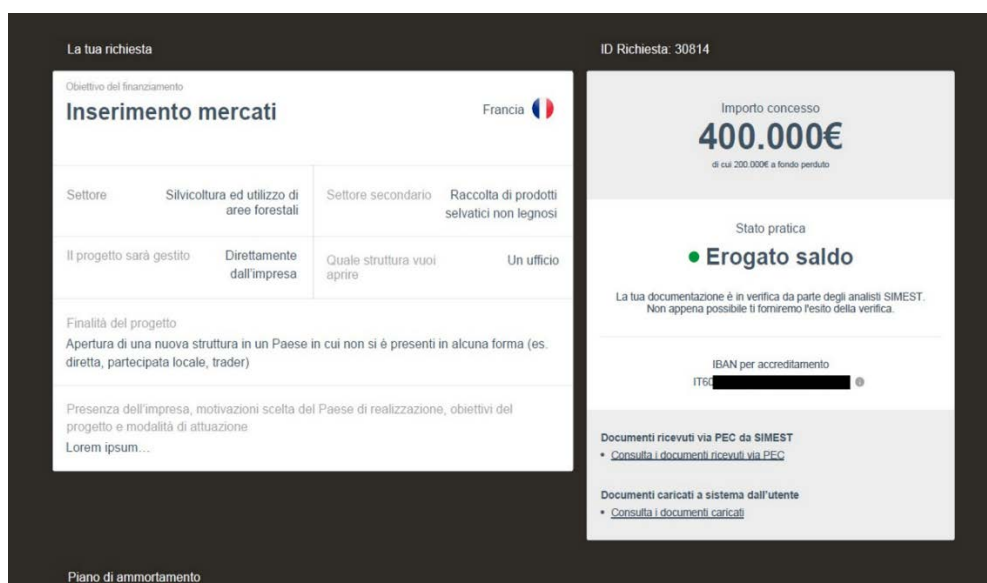 La tua richiesta
Obiettivo del finanziamento
Inserimento mercati
Francia
Settore
Silvicoltura ed utilizzo di
aree forestali
Settore secondario
Raccolta di prodotti
selvatici non legnosi
Il progetto sarà gestito
Direttamente
dall'impresa
Quale struttura vuoi
aprire
Un ufficio
Finalità del progetto
Apertura di una nuova struttura in un Paese in cui non si è presenti in alcuna forma (es.
diretta, partecipata locale, trader)
Presenza dell'impresa, motivazioni scelta del Paese di realizzazione, obiettivi del
progetto e modalità di attuazione
Lorem ipsum…
ID Richiesta: 30814
Importo concesso
400.000€
di cui 200.000€ a fondo perduto
Stato pratica
Erogato saldo
La tua documentazione è in verifica da parte degli analisti SIMEST.
Non appena possibile ti forniremo l'esito della verifica.
IBAN per accreditamento
IT60
Documenti ricevuti via PEC da SIMEST
• Consulta i documenti ricevuti via PEC
Documenti caricati a sistema dall'utente
• Consulta i documenti caricati
Piano di ammortamento